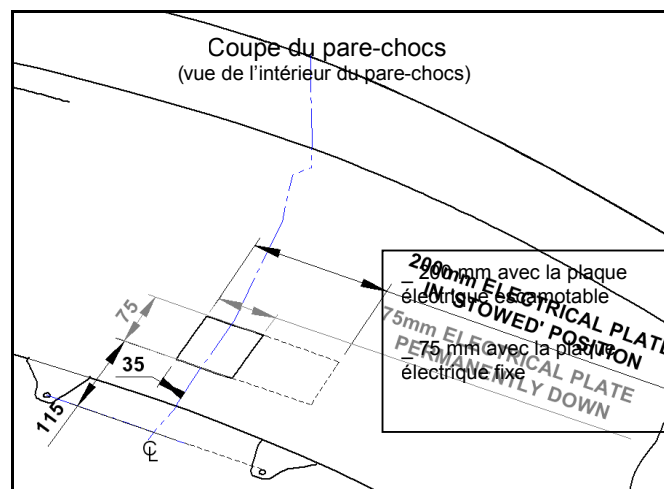 Coupe du pare-chocs
(vue de l'intérieur du pare-chocs)
_ 200 mm avec la plaque
électrique escamotable
200mm ELECTRICAL PLATE
IN 'STOWED' POSITION
_ 75 mm avec la plaque
électrique fixe
75mm ELECTRICAL PLATE
PERMANENTLY DOWN
75
35
115
℄